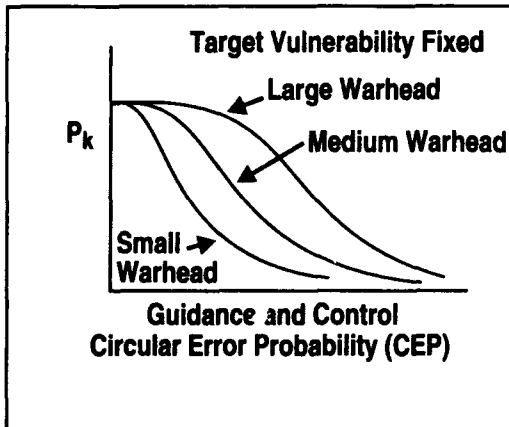 Target Vulnerability Fixed
Large Warhead
Pk
Medium Warhead
Small
Warhead
Guidance and Control
Circular Error Probability (CEP)